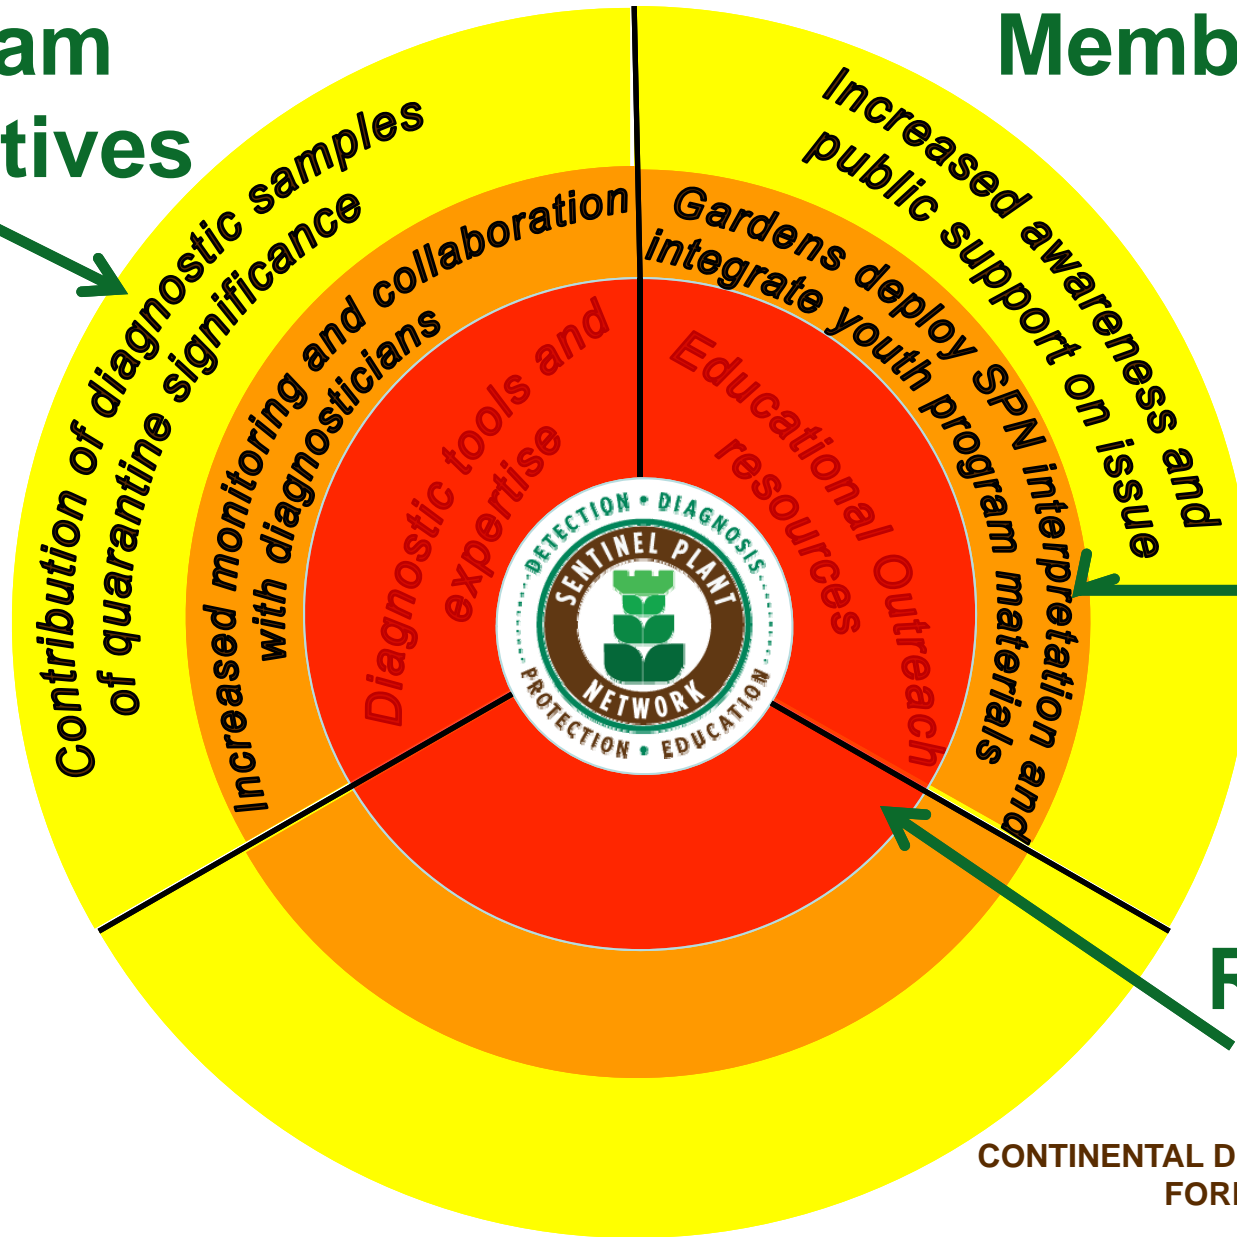 am
tives
Memb
Contribution of diagnostic samples
of quarantine significance
Increased monitoring and collaboration
with diagnosticians
Diagnostic tools and
expertise
Increased awareness and
public support on issue
Gardens deploy SPN interpretation and
integrate youth program materials
Educational Outreach
resources
DETECTION • DIAGNOSIS
SENTINEL PLANT
NETWORK
PROTECTION • EDUCATION
R
CONTINENTAL D
FOR